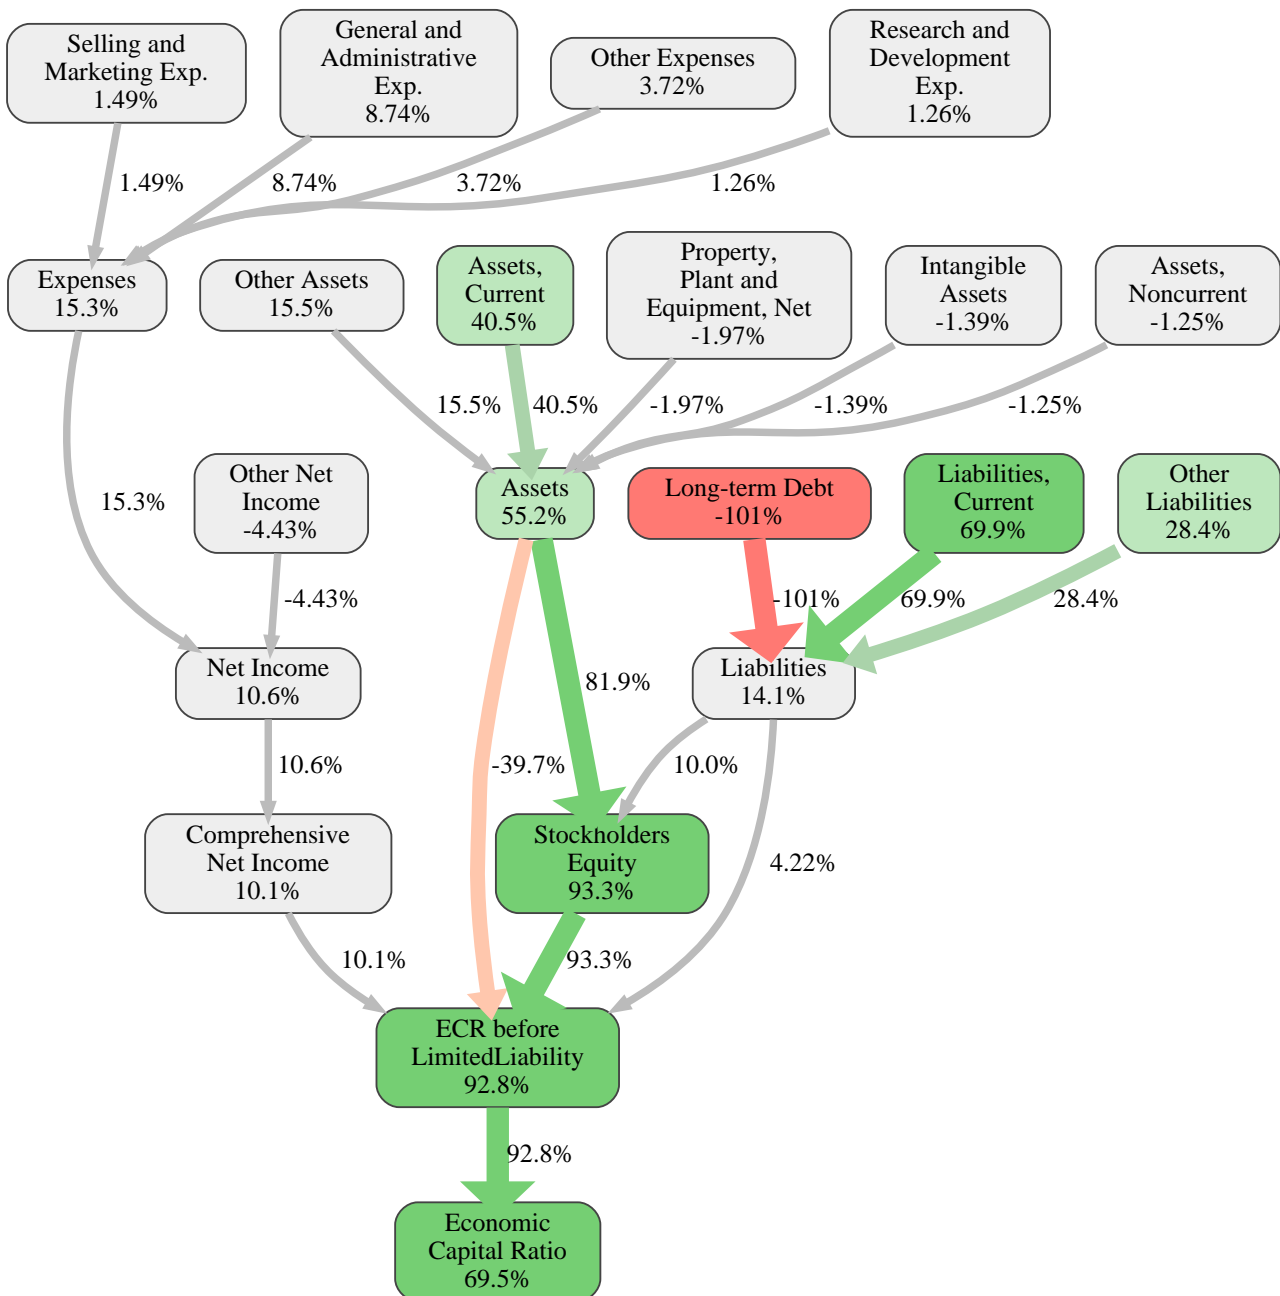 Selling and
Marketing Exp.
1.49%
General and
Administrative
Exp.
8.74%
Other Expenses
3.72%
Research and
Development
Exp.
1.26%
1.49%
8.74%
3.72%
1.26%
Expenses
15.3%
Other Assets
15.5%
Assets,
Current
40.5%
Property,
Plant and
Equipment, Net
-1.97%
Intangible
Assets
-1.39%
Assets,
Noncurrent
-1.25%
15.5%
40.5%
-1.97%
-1.39%
-1.25%
15.3%
Other Net
Income
-4.43%
Assets
55.2%
Long-term Debt
-101%
Liabilities,
Current
69.9%
Other
Liabilities
28.4%
-4.43%
-101%
69.9%
28.4%
Net Income
10.6%
81.9%
Liabilities
14.1%
10.6%
-39.7%
10.0%
Comprehensive
Net Income
10.1%
Stockholders
Equity
93.3%
4.22%
10.1%
93.3%
ECR before
LimitedLiability
92.8%
92.8%
Economic
Capital Ratio
69.5%